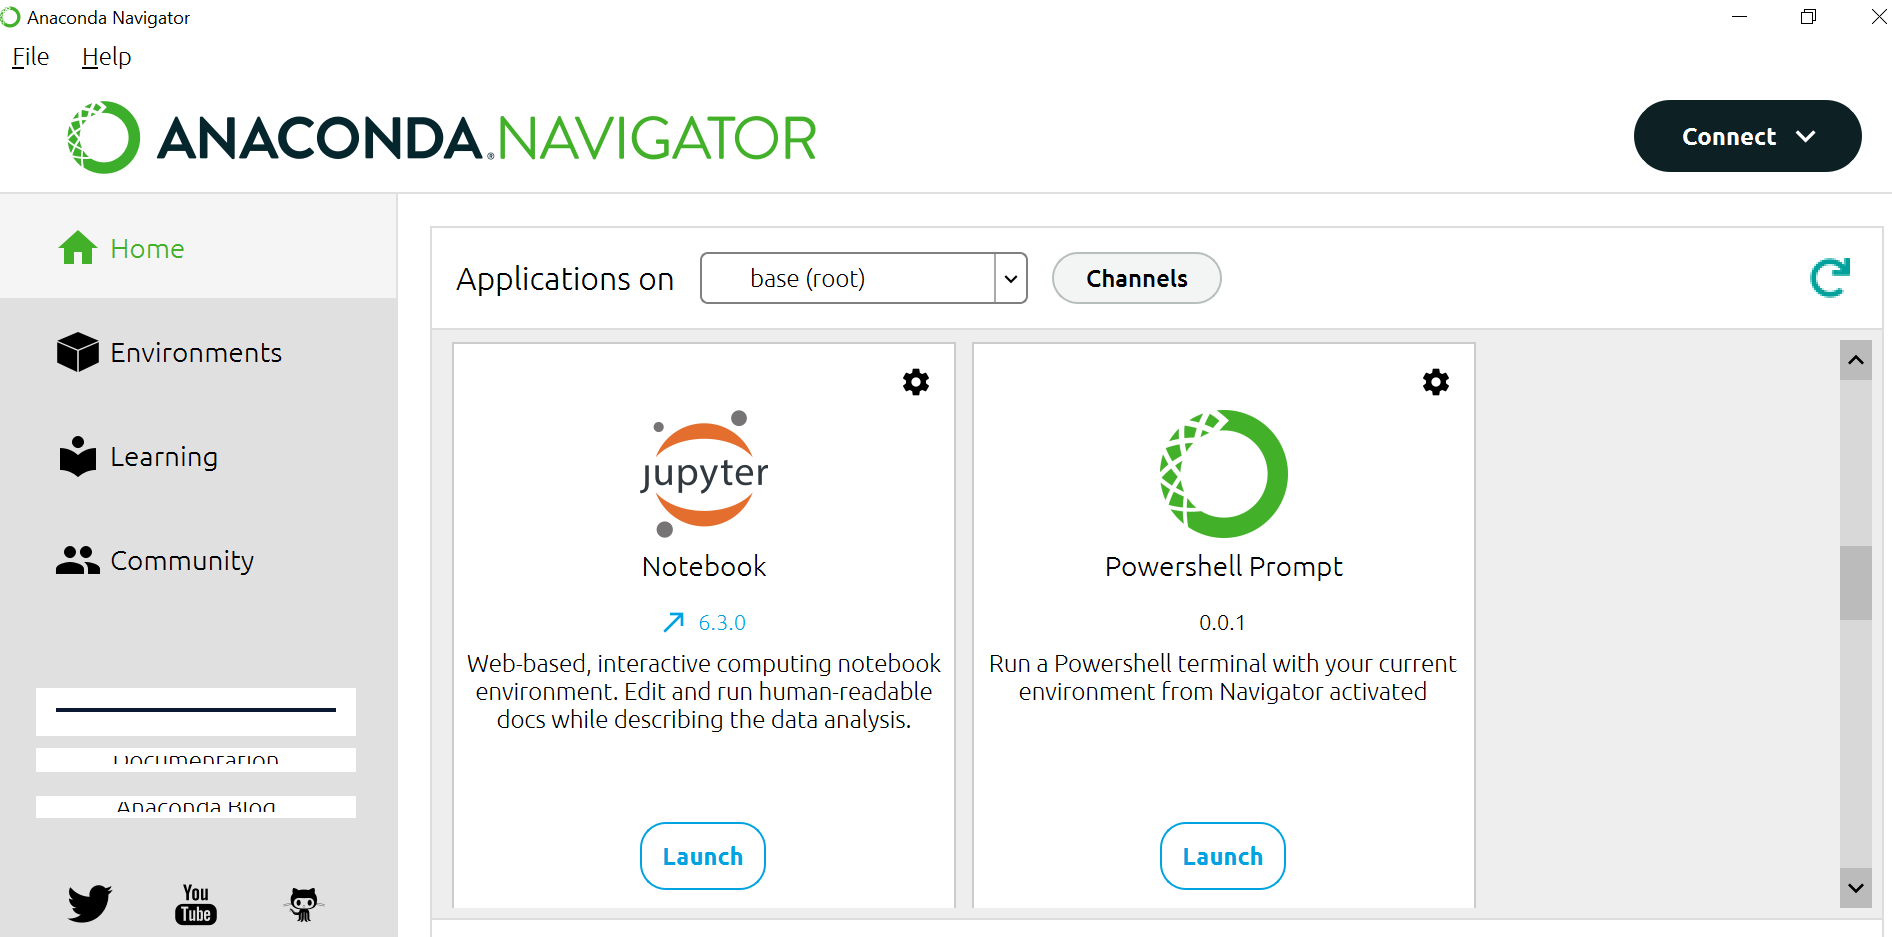 Anaconda Navigator
File Help
ANACONDA.NAVIGATOR
Connect
Home
Environments
Learning
Community
Documentation
Anaconda Blog
You
Tube
Applications on
base (root)
Channels
jupyter
Notebook
6.3.0
Web-based, interactive computing notebook
environment. Edit and run human-readable
docs while describing the data analysis.
Launch
Powershell Prompt
0.0.1
Run a Powershell terminal with your current
environment from Navigator activated
Launch